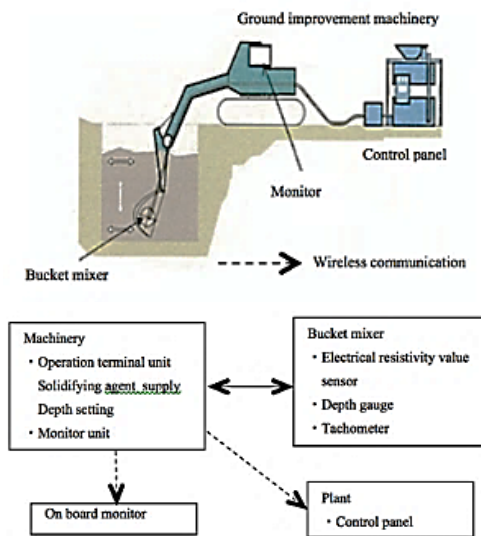 Ground improvement machinery
Control panel
Monitor
Bucket mixer
Wireless communication
Machinery
・Operation terminal unit
Solidifying agent supply
Depth setting
・Monitor unit
Bucket mixer
・Electrical resistivity value
sensor
・Depth gauge
・Tachometer
On board monitor
Plant
・Control panel